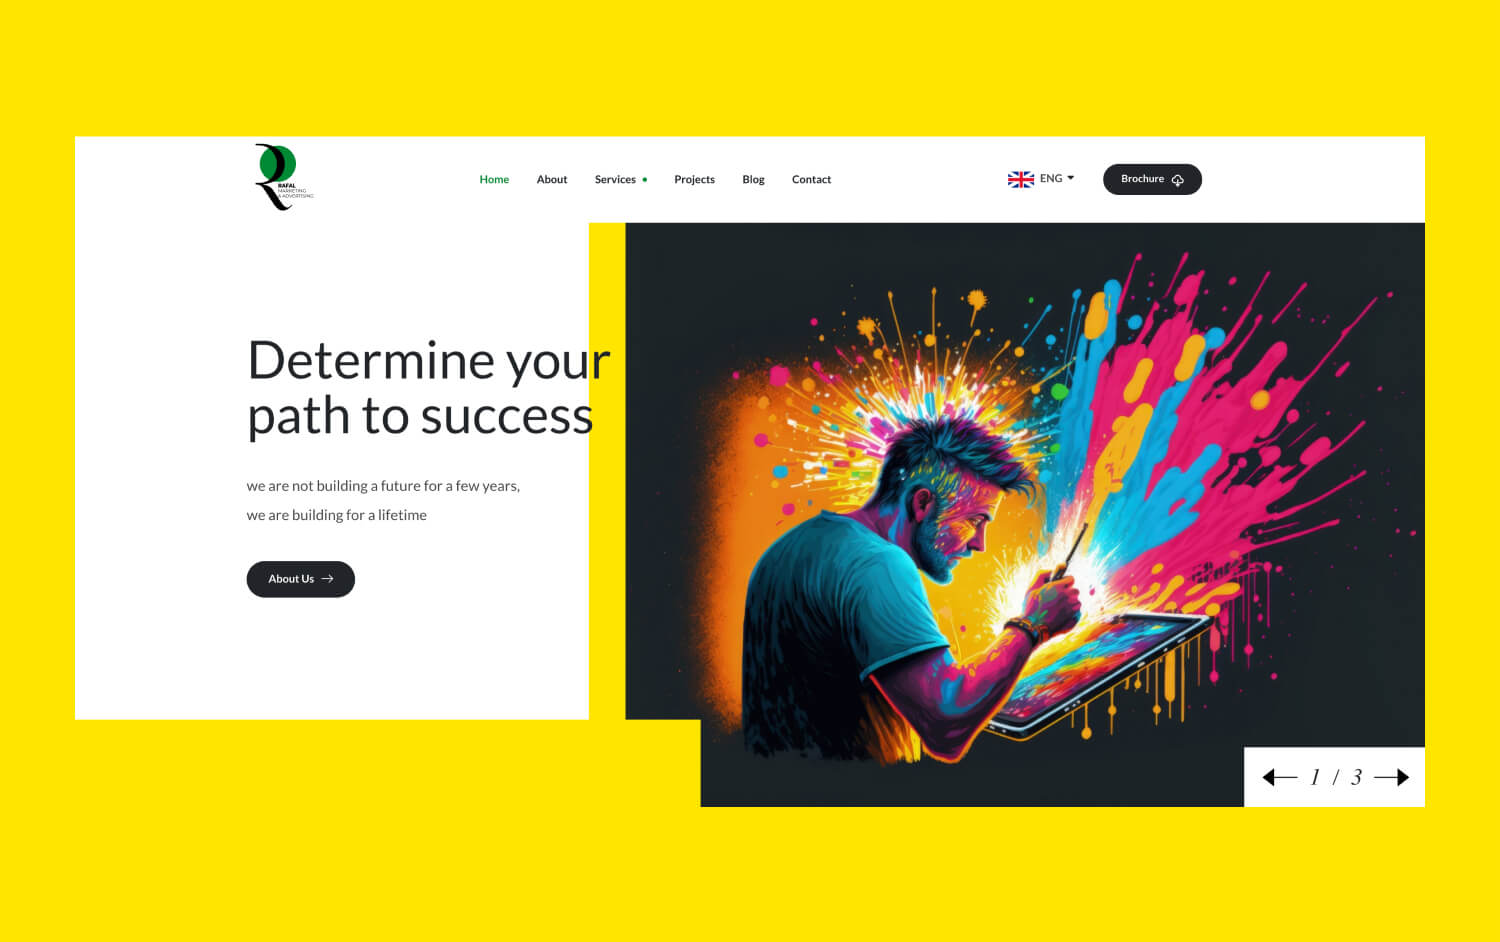 RAFAL
MARKETING
& ADVERTISING
Home About Services Projects Blog Contact
ENG
Brochure
Determine your
path to success
we are not building a future for a few years,
we are building for a lifetime
About Us
1 / 3